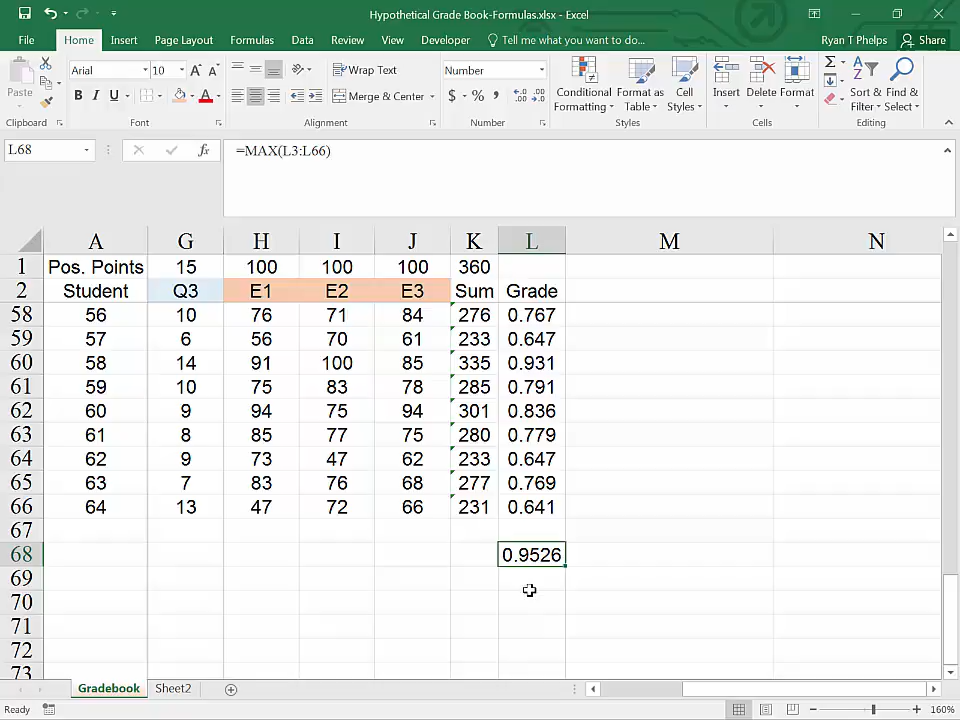 Hypothetical Grade Book-Formulas.xlsx - Excel
File Home Insert Page Layout Formulas Data Review View Developer Tell me what you want to do... Ryan T Phelps Share
Paste Arial 10 A A Wrap Text Number Conditional Formatting Format as Table Cell Styles Insert Delete Format Sort & Filter Find & Select
B I U A Merge & Center $ % ,
Clipboard Font Alignment Number Styles Cells Editing
L68 fx =MAX(L3:L66)
A G H I J K L M N
1 Pos. Points 15 100 100 100 360
2 Student Q3 E1 E2 E3 Sum Grade
58 56 10 76 71 84 276 0.767
59 57 6 56 70 61 233 0.647
60 58 14 91 100 85 335 0.931
61 59 10 75 83 78 285 0.791
62 60 9 94 75 94 301 0.836
63 61 8 85 77 75 280 0.779
64 62 9 73 47 62 233 0.647
65 63 7 83 76 68 277 0.769
66 64 13 47 72 66 231 0.641
67
68 0.9526
69
70
71
72
73
Gradebook Sheet2
Ready 160%